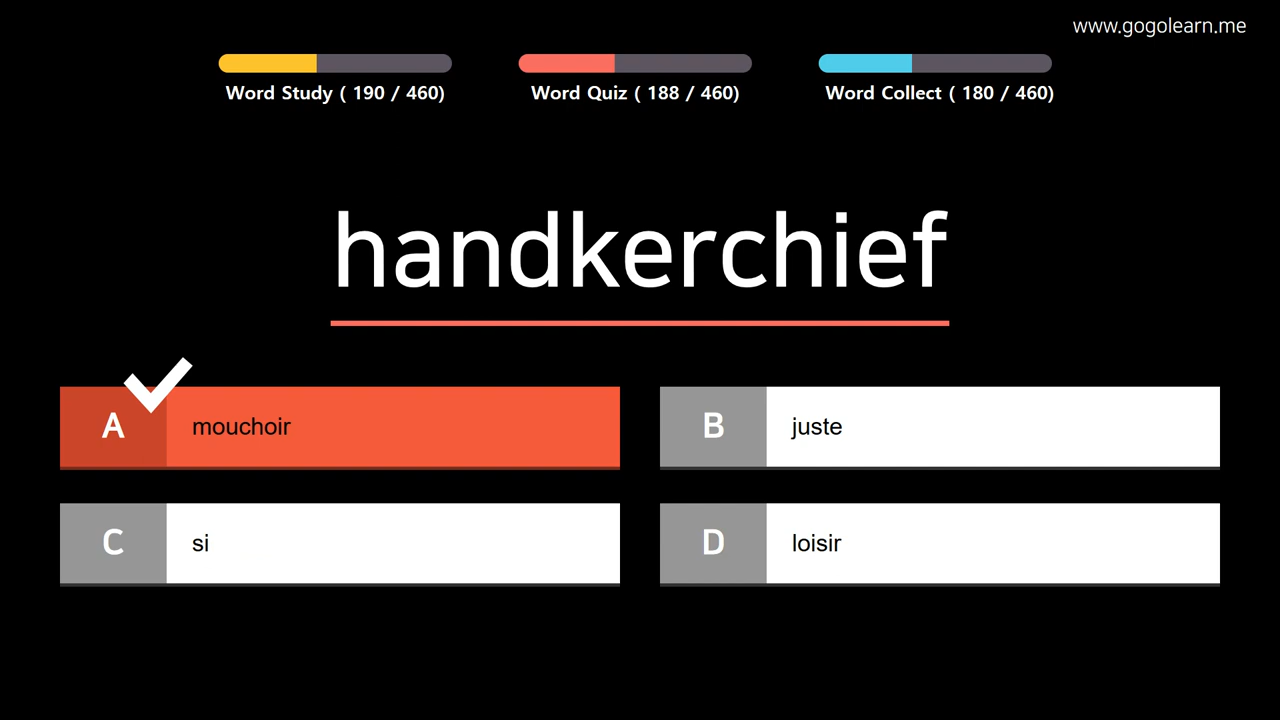 www.gogolearn.me
Word Study ( 190 / 460)
Word Quiz ( 188 / 460)
Word Collect ( 180 / 460)
handkerchief
A
mouchoir
B
juste
C
si
D
loisir